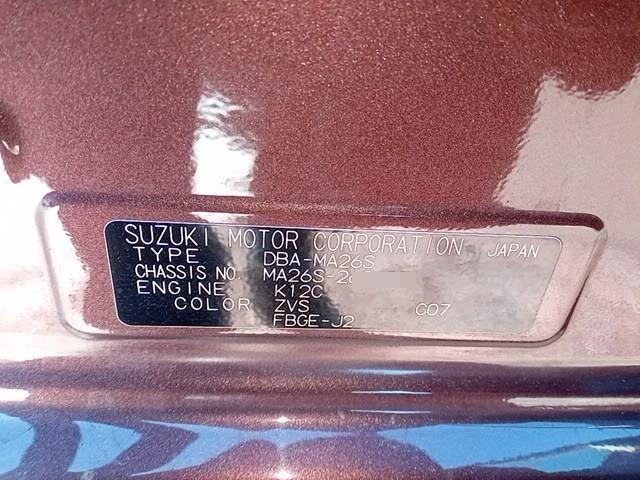 SUZUKI MOTOR CORPORATION JAPAN
TYPE DBA-MA26S
CHASSIS NO. MA26S-2
ENGINE K12C
COLOR ZVS C07
FBGE-J2